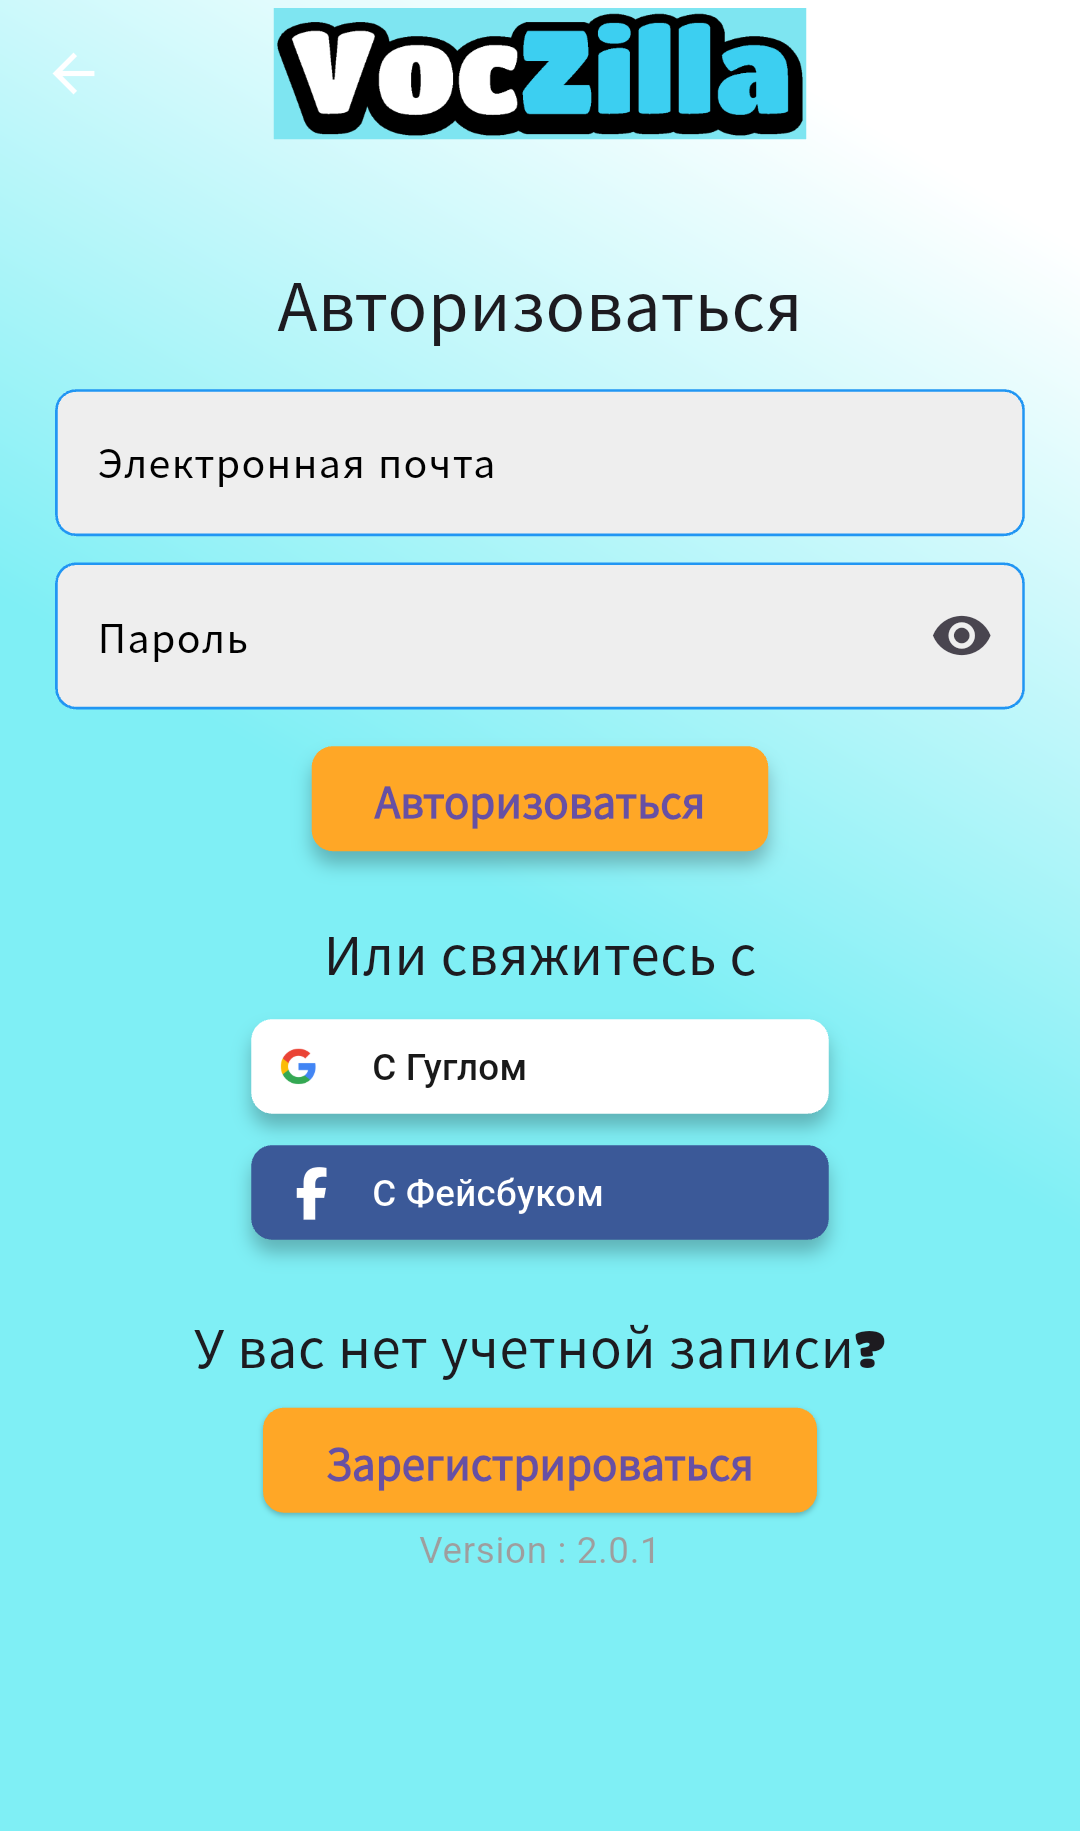 VocZilla
Авторизоваться
Электронная почта
Пароль
Авторизоваться
Или свяжитесь с
С Гуглом
С Фейсбуком
У вас нет учетной записи?
Зарегистрироваться
Version : 2.0.1